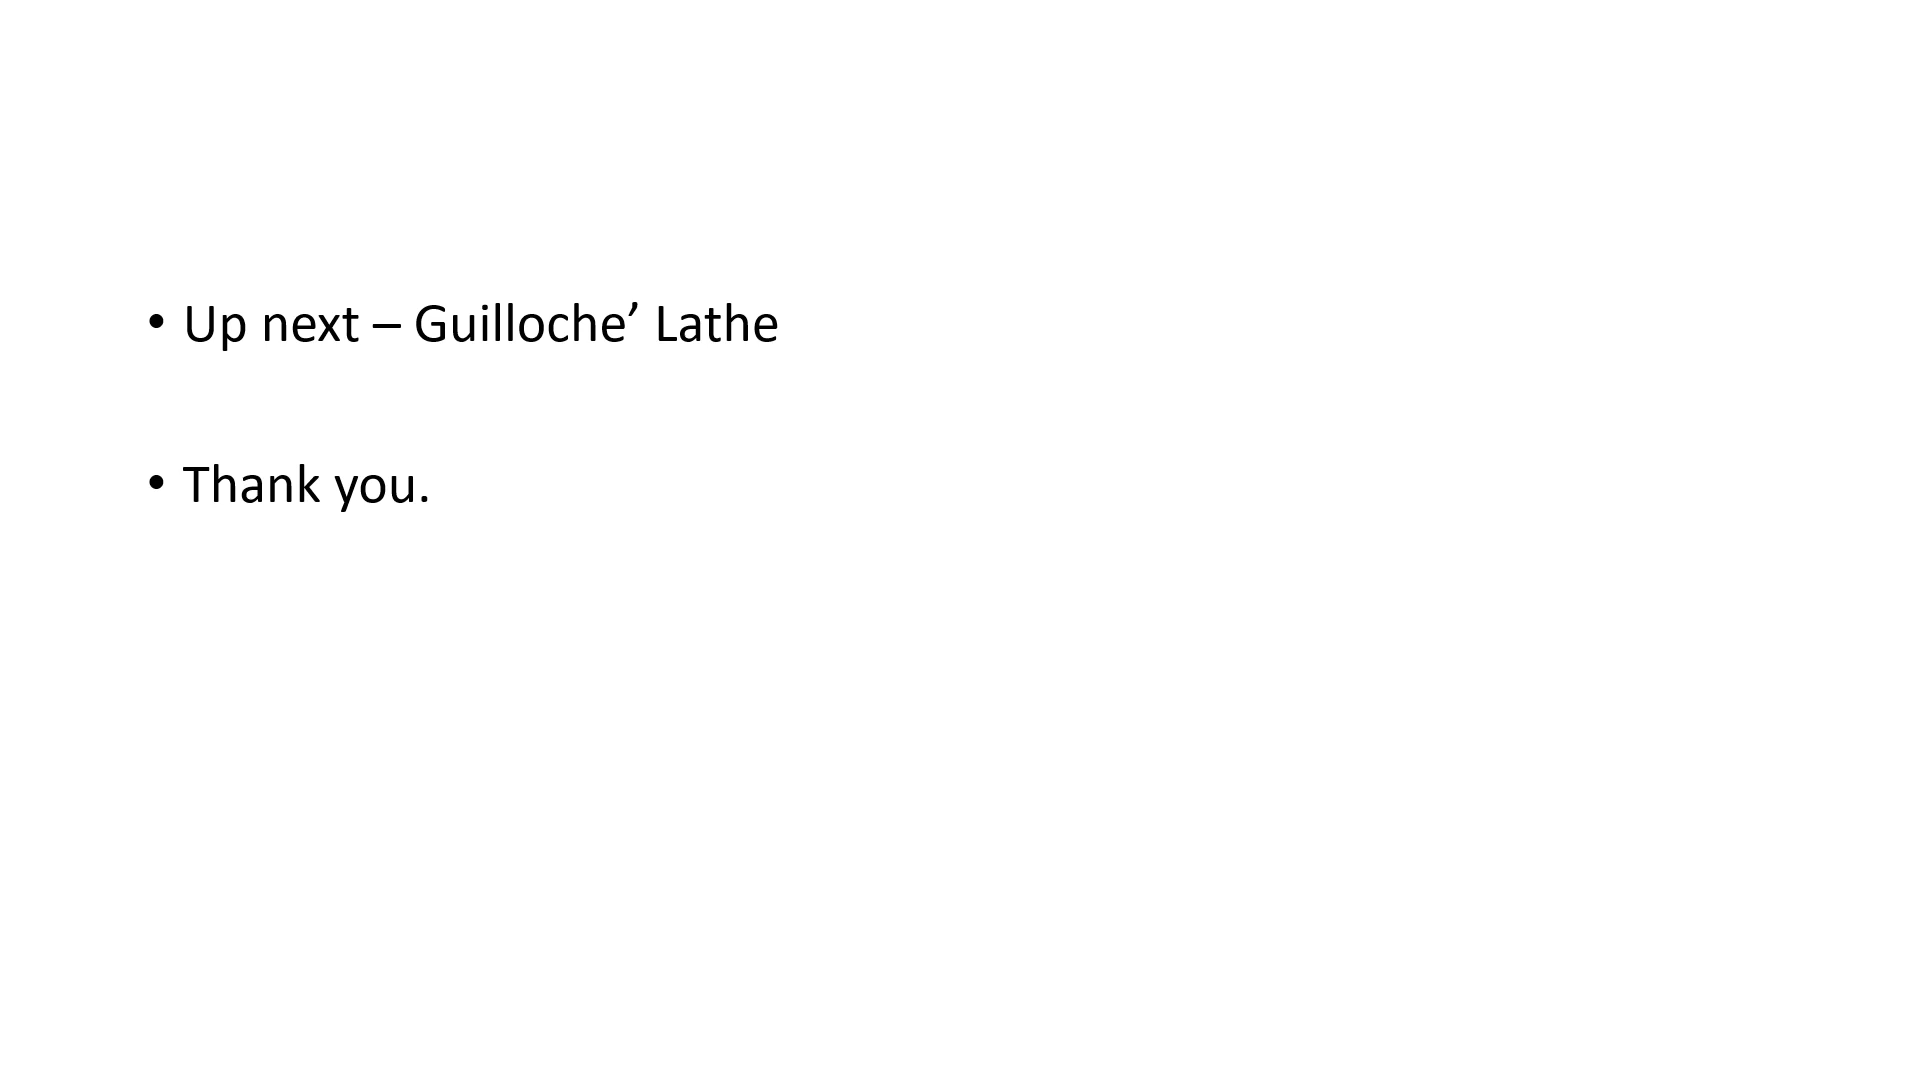 • Up next – Guilloche’ Lathe
• Thank you.